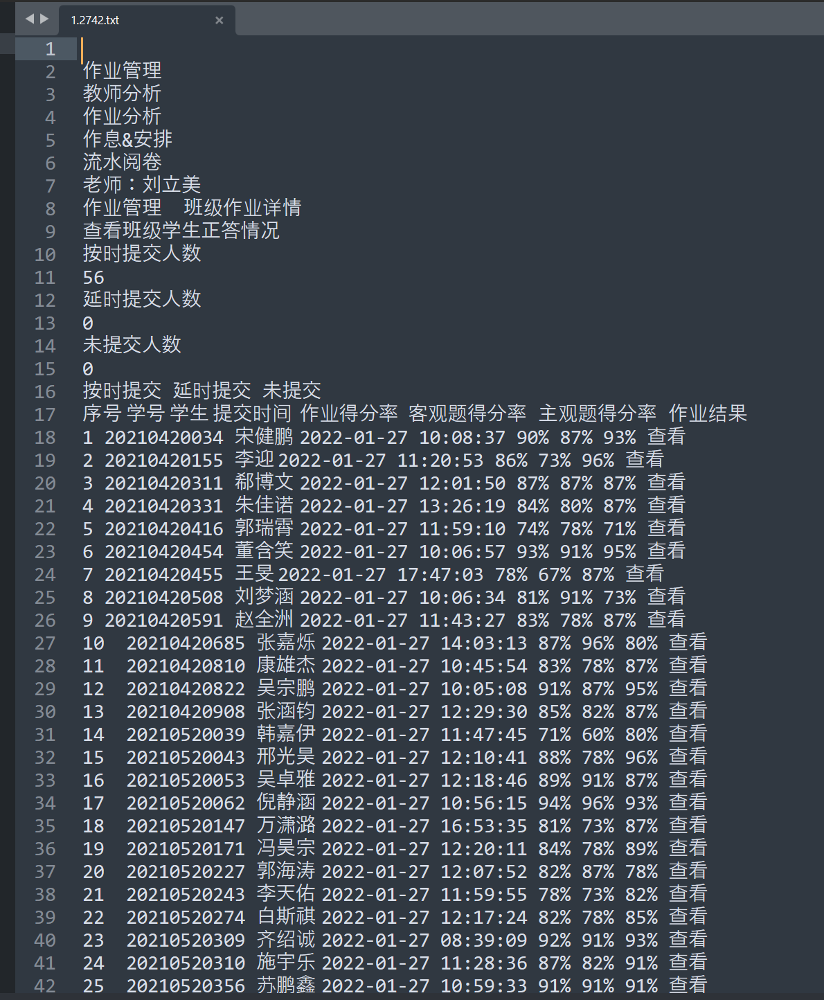 1.2742.txt
1
2 作业管理
3 教师分析
4 作业分析
5 作息&安排
6 流水阅卷
7 老师：刘立美
8 作业管理 班级作业详情
9 查看班级学生正答情况
10 按时提交人数
11 56
12 延时提交人数
13 0
14 未提交人数
15 0
16 按时提交 延时提交 未提交
17 序号 学号 学生 提交时间 作业得分率 客观题得分率 主观题得分率 作业结果
18 1 20210420034 宋健鹏 2022-01-27 10:08:37 90% 87% 93% 查看
19 2 20210420155 李迎 2022-01-27 11:20:53 86% 73% 96% 查看
20 3 20210420311 郗博文 2022-01-27 12:01:50 87% 87% 87% 查看
21 4 20210420331 朱佳诺 2022-01-27 13:26:19 84% 80% 87% 查看
22 5 20210420416 郭瑞霄 2022-01-27 11:59:10 74% 78% 71% 查看
23 6 20210420454 董含笑 2022-01-27 10:06:57 93% 91% 95% 查看
24 7 20210420455 王旻 2022-01-27 17:47:03 78% 67% 87% 查看
25 8 20210420508 刘梦涵 2022-01-27 10:06:34 81% 91% 73% 查看
26 9 20210420591 赵全洲 2022-01-27 11:43:27 83% 78% 87% 查看
27 10 20210420685 张嘉烁 2022-01-27 14:03:13 87% 96% 80% 查看
28 11 20210420810 康雄杰 2022-01-27 10:45:54 83% 78% 87% 查看
29 12 20210420822 吴宗鹏 2022-01-27 10:05:08 91% 87% 95% 查看
30 13 20210420908 张涵钧 2022-01-27 12:29:30 85% 82% 87% 查看
31 14 20210520039 韩嘉伊 2022-01-27 11:47:45 71% 60% 80% 查看
32 15 20210520043 邢光昊 2022-01-27 12:10:41 88% 78% 96% 查看
33 16 20210520053 吴卓雅 2022-01-27 12:18:46 89% 91% 87% 查看
34 17 20210520062 倪静涵 2022-01-27 10:56:15 94% 96% 93% 查看
35 18 20210520147 万潇潞 2022-01-27 16:53:35 81% 73% 87% 查看
36 19 20210520171 冯昊宗 2022-01-27 12:20:11 84% 78% 89% 查看
37 20 20210520227 郭海涛 2022-01-27 12:07:52 82% 87% 78% 查看
38 21 20210520243 李天佑 2022-01-27 11:59:55 78% 73% 82% 查看
39 22 20210520274 白斯祺 2022-01-27 12:17:24 82% 78% 85% 查看
40 23 20210520309 齐绍诚 2022-01-27 08:39:09 92% 91% 93% 查看
41 24 20210520310 施宇乐 2022-01-27 11:28:36 87% 82% 91% 查看
42 25 20210520356 苏鹏鑫 2022-01-27 10:59:33 91% 91% 91% 查看